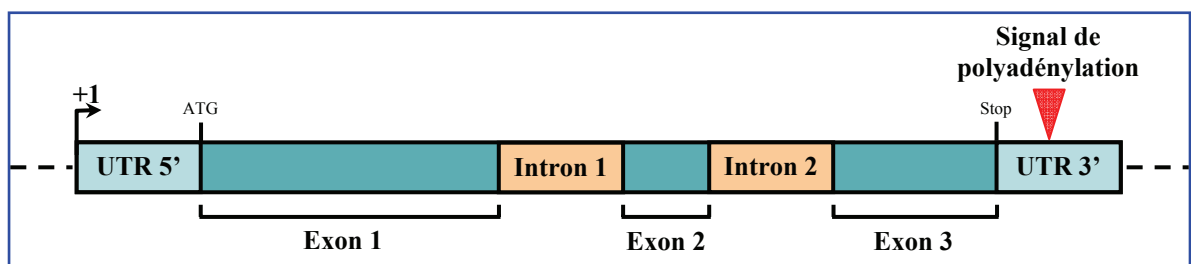 Signal de
polyadénylation
+1
ATG
Stop
UTR 5’
Intron 1
Intron 2
UTR 3’
Exon 1
Exon 2
Exon 3